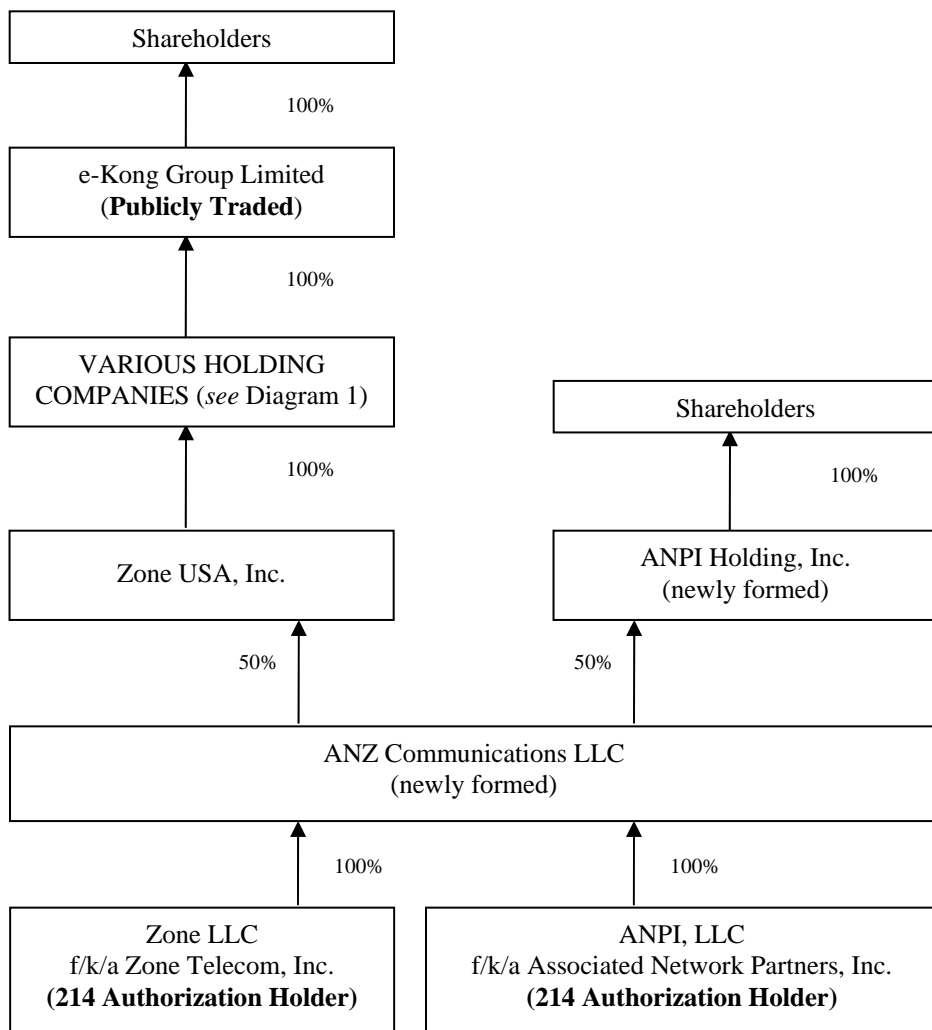 Shareholders
100%
e-Kong Group Limited
(Publicly Traded)
100%
VARIOUS HOLDING
COMPANIES (see Diagram 1)
Shareholders
100%
100%
Zone USA, Inc.
ANPI Holding, Inc.
(newly formed)
50%
50%
ANZ Communications LLC
(newly formed)
100%
100%
Zone LLC
f/k/a Zone Telecom, Inc.
(214 Authorization Holder)
ANPI, LLC
f/k/a Associated Network Partners, Inc.
(214 Authorization Holder)